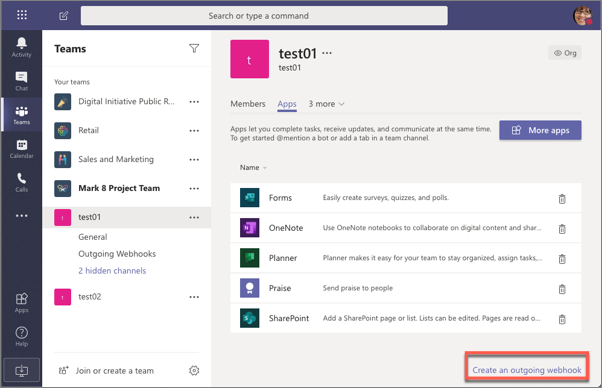 Search or type a command
Activity
Chat
Teams
Calendar
Calls
Apps
Help
Teams
Your teams
Digital Initiative Public R...
Retail
Sales and Marketing
Mark 8 Project Team
t
test01
General
Outgoing Webhooks
2 hidden channels
t
test02
Join or create a team
t
test01
test01
Org
Members
Apps
3 more
Apps let you complete tasks, receive updates, and communicate at the same time.
To get started @mention a bot or add a tab in a team channel.
More apps
Name
Forms
Easily create surveys, quizzes, and polls.
OneNote
Use OneNote notebooks to collaborate on digital content and shar...
Planner
Planner makes it easy for your team to stay organized, assign tasks,...
Praise
Send praise to people
SharePoint
Add a SharePoint page or list. Lists can be edited. Pages are read o...
Create an outgoing webhook